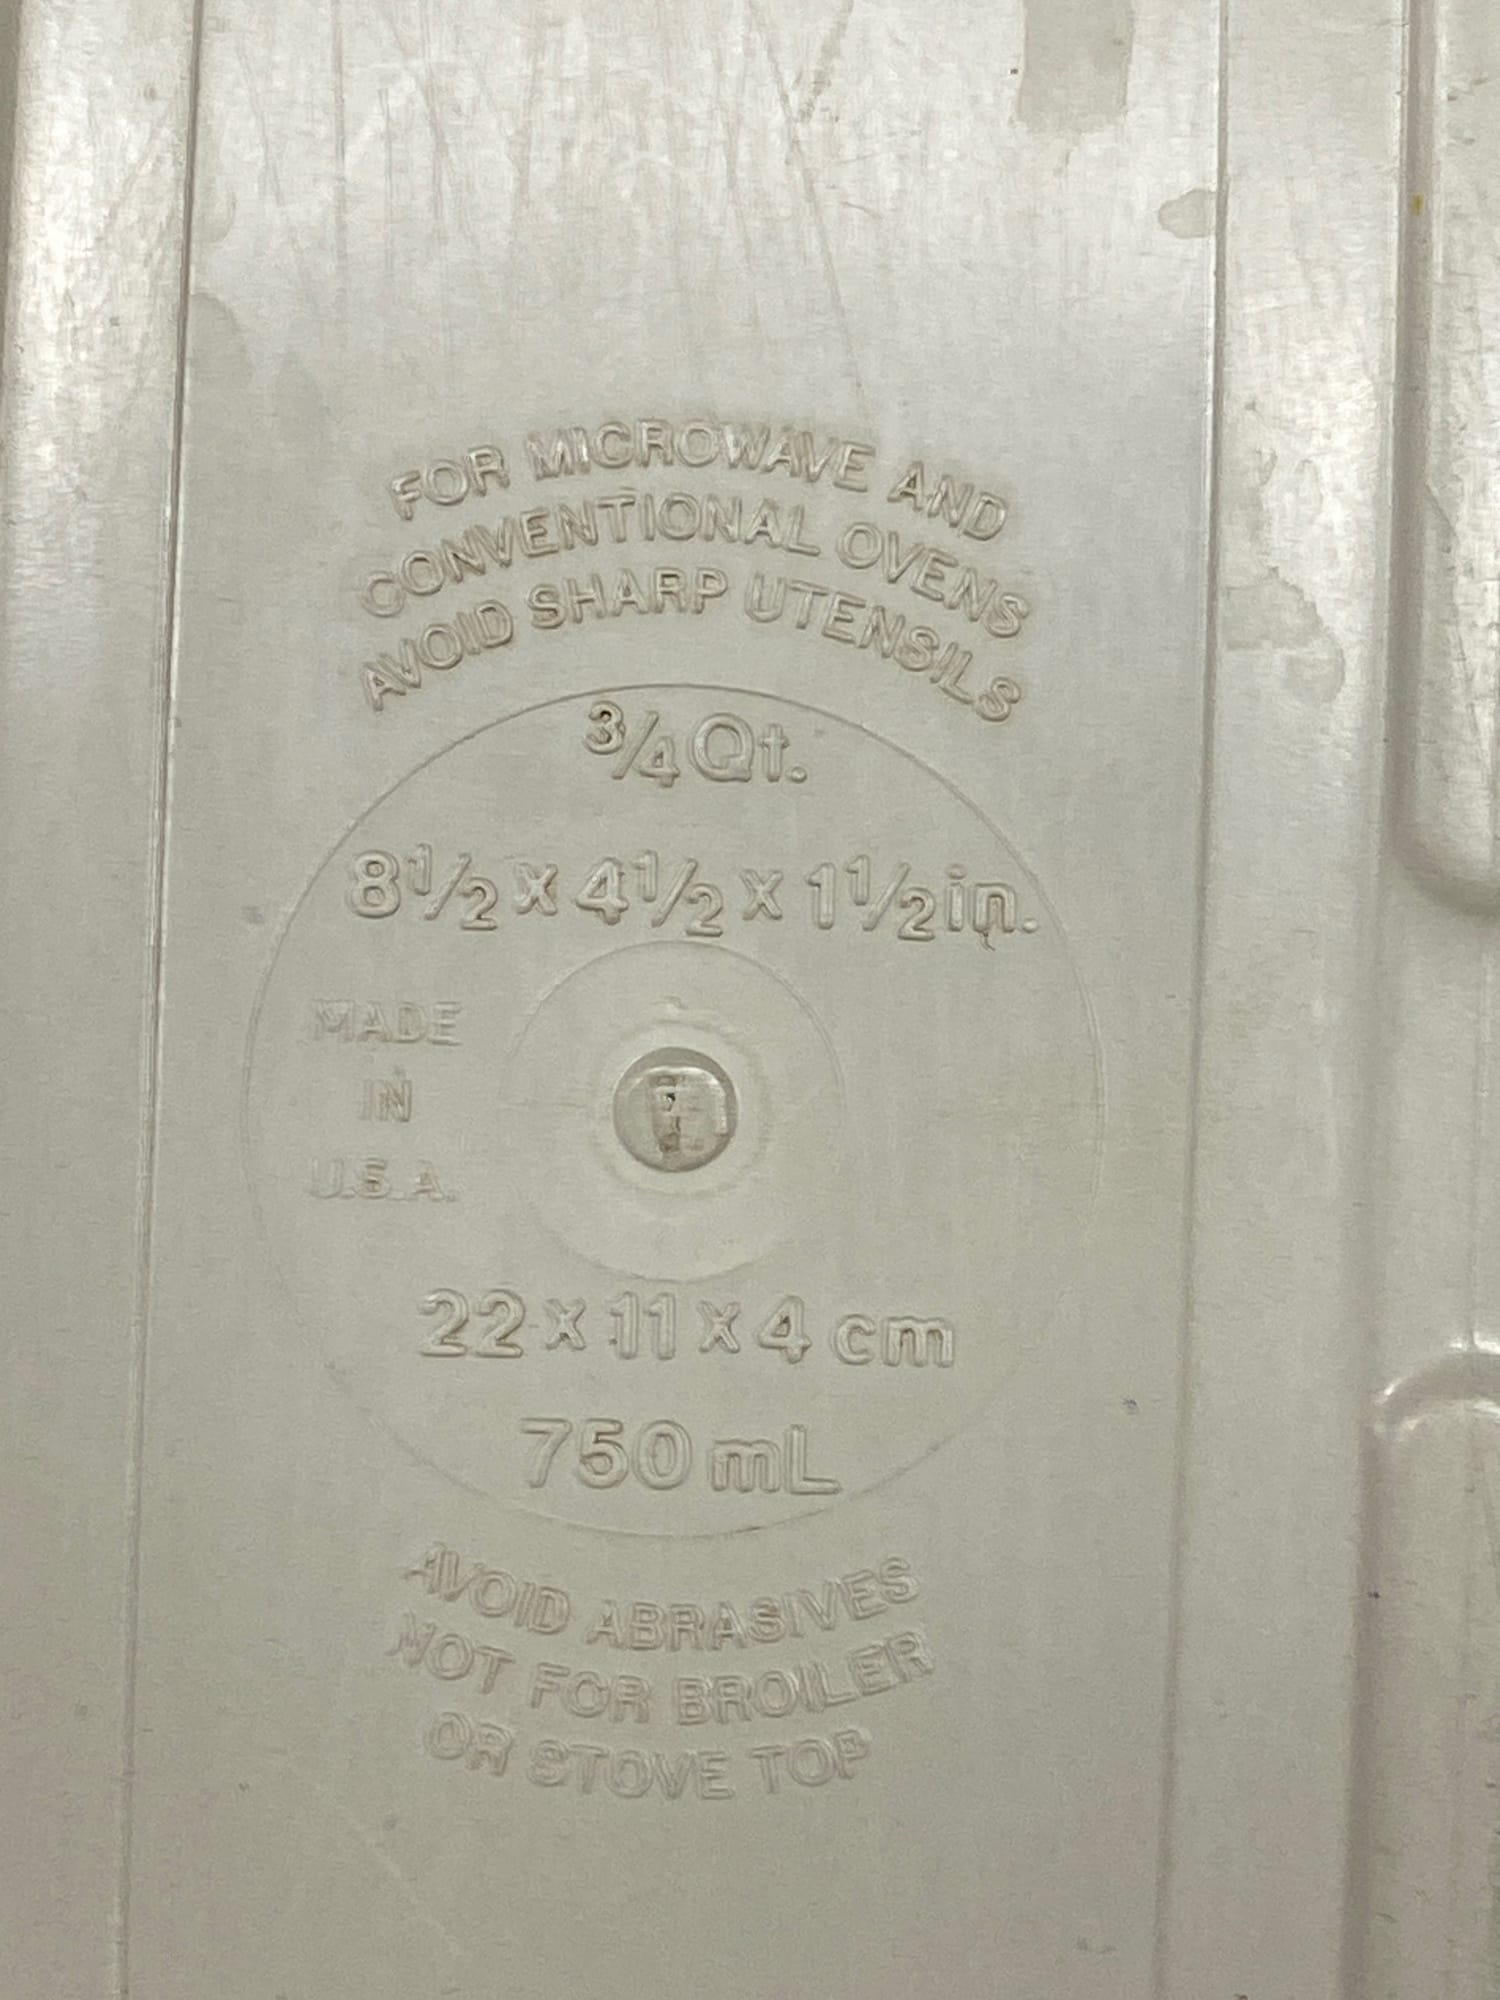 FOR MICROWAVE AND
CONVENTIONAL OVENS
AVOID SHARP UTENSILS
3/4 Qt.
8 1/2 x 4 1/2 x 1 1/2 in.
MADE
IN
U.S.A.
22 x 11 x 4 cm
750 mL
AVOID ABRASIVES
NOT FOR BROILER
OR STOVE TOP